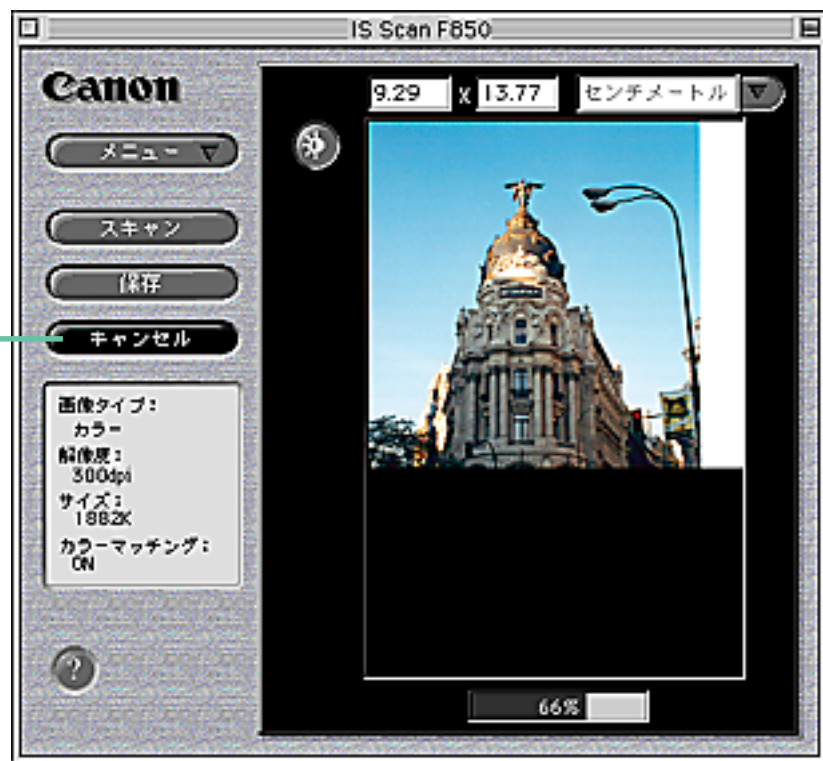 IS Scan F850
Canon
9.29 X 13.77 センチメートル
メニュー
スキャン
保存
キャンセル
画像タイプ：
カラー
解像度：
300dpi
サイズ：
1882K
カラーマッチング：
ON
?
66%